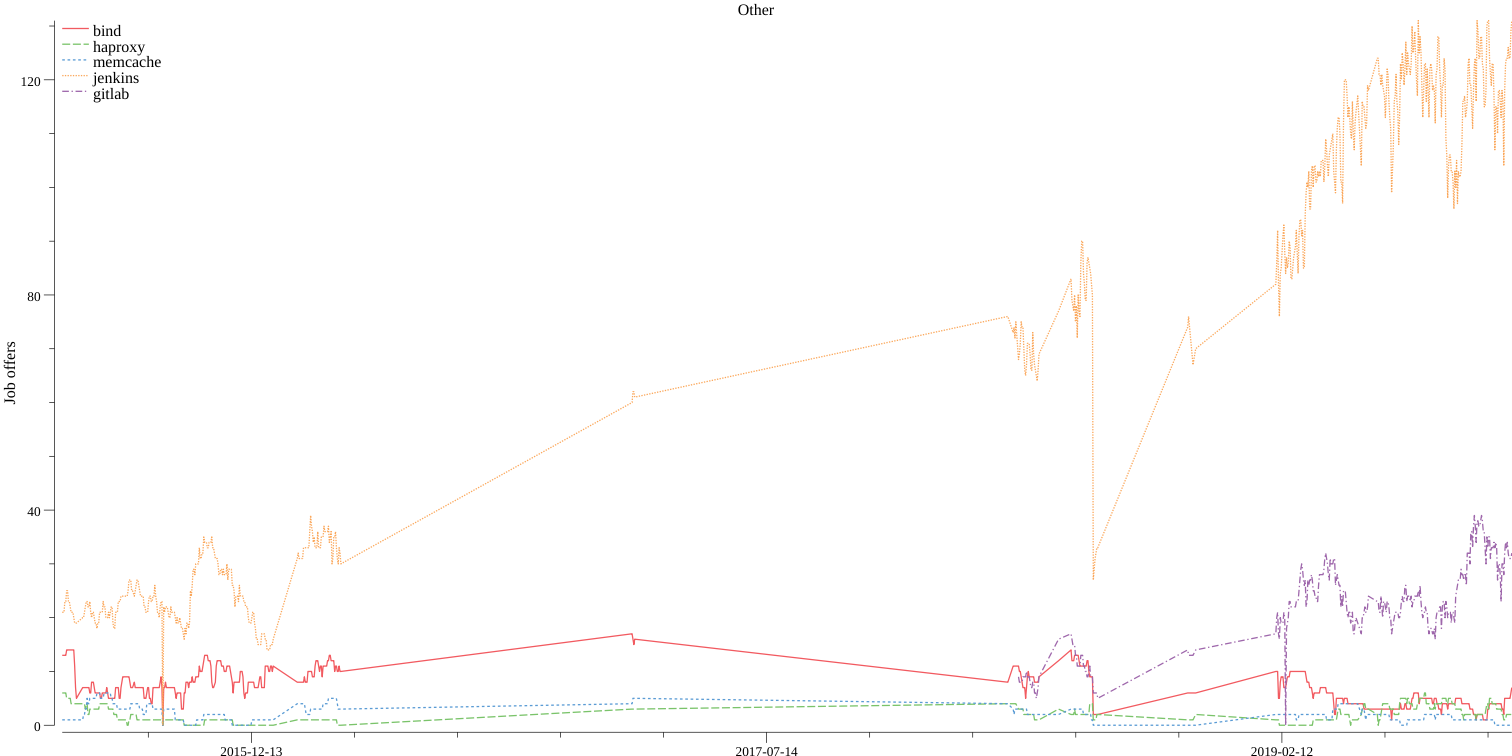 Other
bind
haproxy
memcache
jenkins
gitlab
120
80
40
0
Job offers
2015-12-13
2017-07-14
2019-02-12